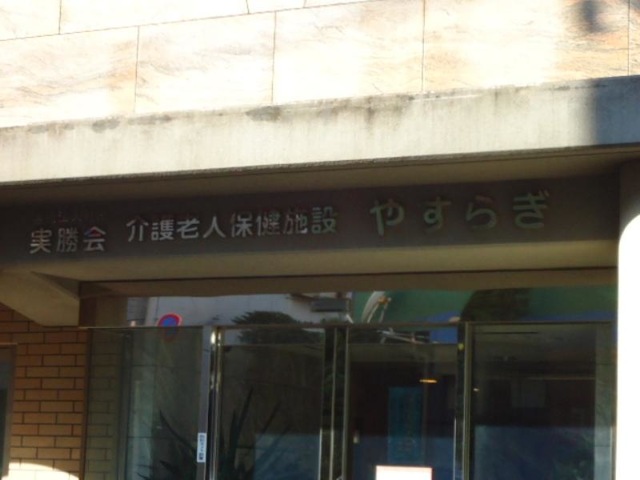 実勝会 介護老人保健施設 やすらぎ